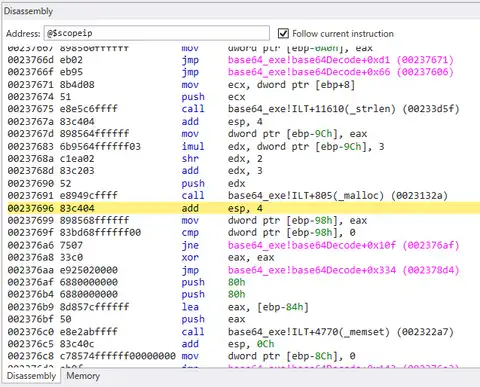 Disassembly
Address: @$scopeip Follow current instruction
00237667 898560ffffff mov dword ptr [ebp-0A0h], eax
0023766d eb02 jmp base64_exe!base64Decode+0xd1 (00237671)
0023766f eb95 jmp base64_exe!base64Decode+0x66 (00237606)
00237671 8b4d08 mov ecx, dword ptr [ebp+8]
00237674 51 push ecx
00237675 e8e5c6ffff call base64_exe!ILT+11610(_strlen) (00233d5f)
0023767a 83c404 add esp, 4
0023767d 898564ffffff mov dword ptr [ebp-9Ch], eax
00237683 6b9564ffffff03 imul edx, dword ptr [ebp-9Ch], 3
0023768a c1ea02 shr edx, 2
0023768d 83c203 add edx, 3
00237690 52 push edx
00237691 e8949cffff call base64_exe!ILT+805(_malloc) (0023132a)
00237696 83c404 add esp, 4
00237699 898568ffffff mov dword ptr [ebp-98h], eax
0023769f 83bd68ffffff00 cmp dword ptr [ebp-98h], 0
002376a6 7507 jne base64_exe!base64Decode+0x10f (002376af)
002376a8 33c0 xor eax, eax
002376aa e925020000 jmp base64_exe!base64Decode+0x334 (002378d4)
002376af 6880000000 push 80h
002376b4 6880000000 push 80h
002376b9 8d857cffffff lea eax, [ebp-84h]
002376bf 50 push eax
002376c0 e8e2abffff call base64_exe!ILT+4770(_memset) (002322a7)
002376c5 83c40c add esp, 0Ch
002376c8 c78574ffffff00000000 mov dword ptr [ebp-8Ch], 0
Disassembly Memory